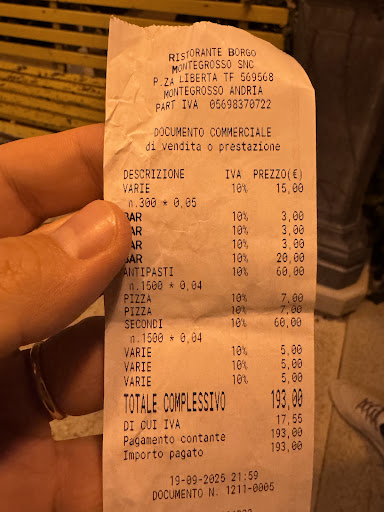 RISTORANTE BORGO
MONTEGROSSO SNC
P.ZA LIBERTA TF 569568
MONTEGROSSO ANDRIA
PART IVA 05698370722
DOCUMENTO COMMERCIALE
di vendita o prestazione
DESCRIZIONE IVA PREZZO(€)
VARIE 10% 15,00
n.300 * 0,05
BAR 10% 3,00
BAR 10% 3,00
BAR 10% 3,00
BAR 10% 20,00
ANTIPASTI 10% 60,00
n.1500 * 0,04
PIZZA 10% 7,00
PIZZA 10% 7,00
SECONDI 10% 60,00
n.1500 * 0,04
VARIE 10% 5,00
VARIE 10% 5,00
VARIE 10% 5,00
TOTALE COMPLESSIVO 193,00
DI CUI IVA 17,55
Pagamento contante 193,00
Importo pagato 193,00
19-09-2025 21:59
DOCUMENTO N. 1211-0005